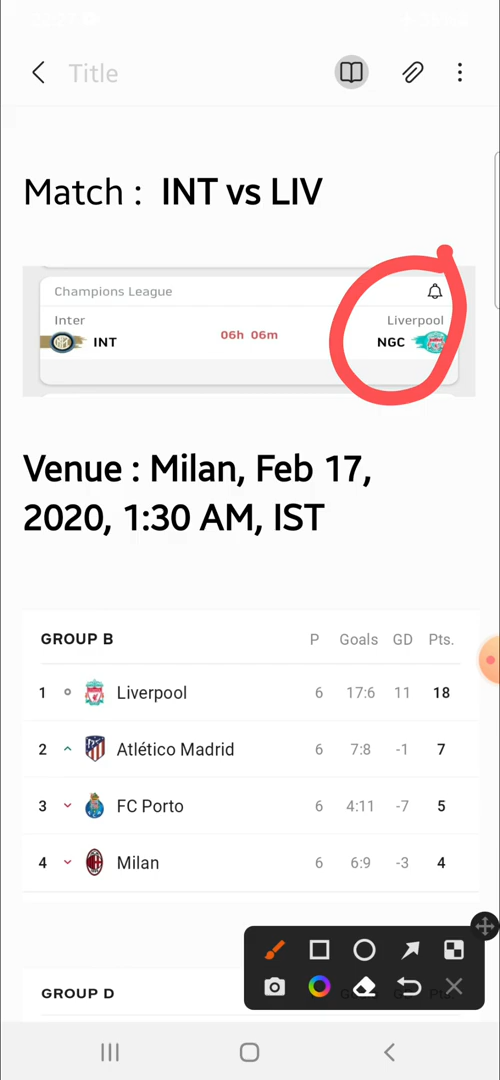 Title
Match : INT vs LIV
Champions League
Inter Liverpool
INT 06h 06m NGC
Venue : Milan, Feb 17,
2020, 1:30 AM, IST
GROUP B P Goals GD Pts.
1 Liverpool 6 17:6 11 18
2 Atlético Madrid 6 7:8 -1 7
3 FC Porto 6 4:11 -7 5
4 Milan 6 6:9 -3 4
GROUP D